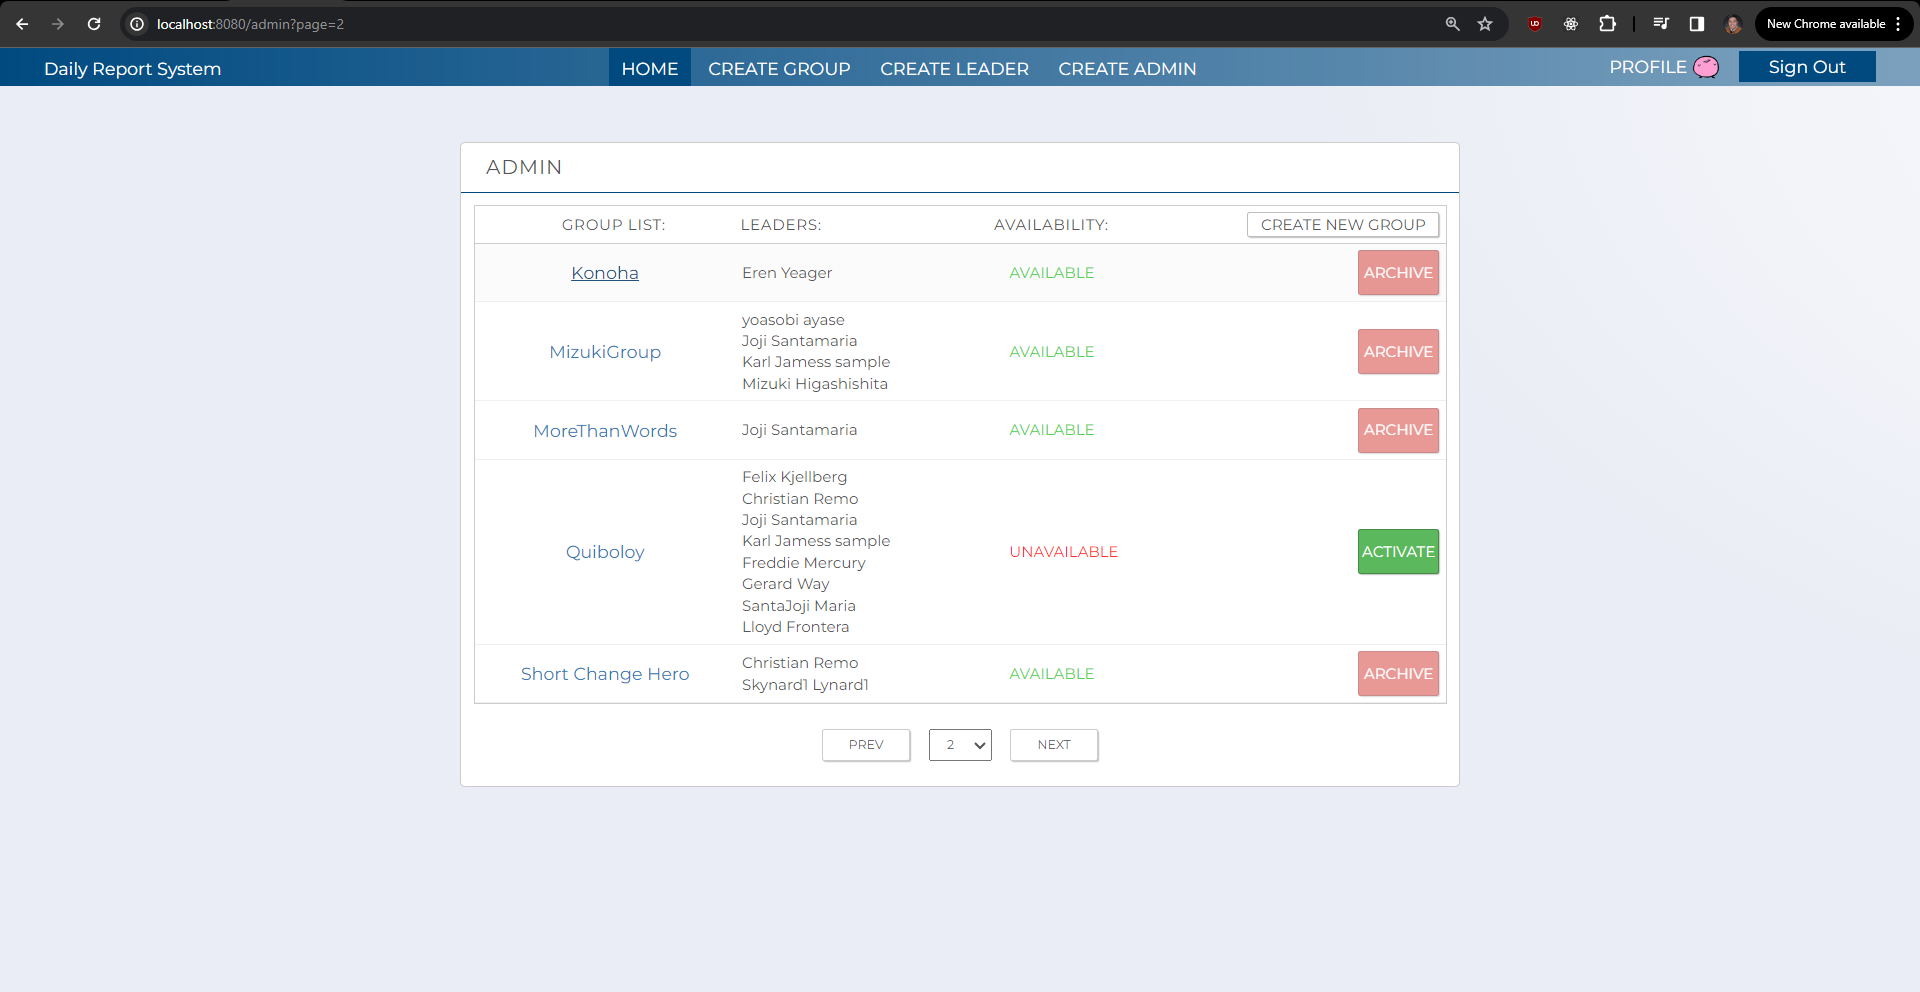 localhost:8080/admin?page=2
New Chrome available
Daily Report System
HOME
CREATE GROUP
CREATE LEADER
CREATE ADMIN
PROFILE
Sign Out
ADMIN
GROUP LIST:
LEADERS:
AVAILABILITY:
CREATE NEW GROUP
Konoha
Eren Yeager
AVAILABLE
ARCHIVE
MizukiGroup
yoasobi ayase
Joji Santamaria
Karl Jamess sample
Mizuki Higashishita
AVAILABLE
ARCHIVE
MoreThanWords
Joji Santamaria
AVAILABLE
ARCHIVE
Quiboloy
Felix Kjellberg
Christian Remo
Joji Santamaria
Karl Jamess sample
Freddie Mercury
Gerard Way
SantaJoji Maria
Lloyd Frontera
UNAVAILABLE
ACTIVATE
Short Change Hero
Christian Remo
Skynard1 Lynard1
AVAILABLE
ARCHIVE
PREV
2
NEXT